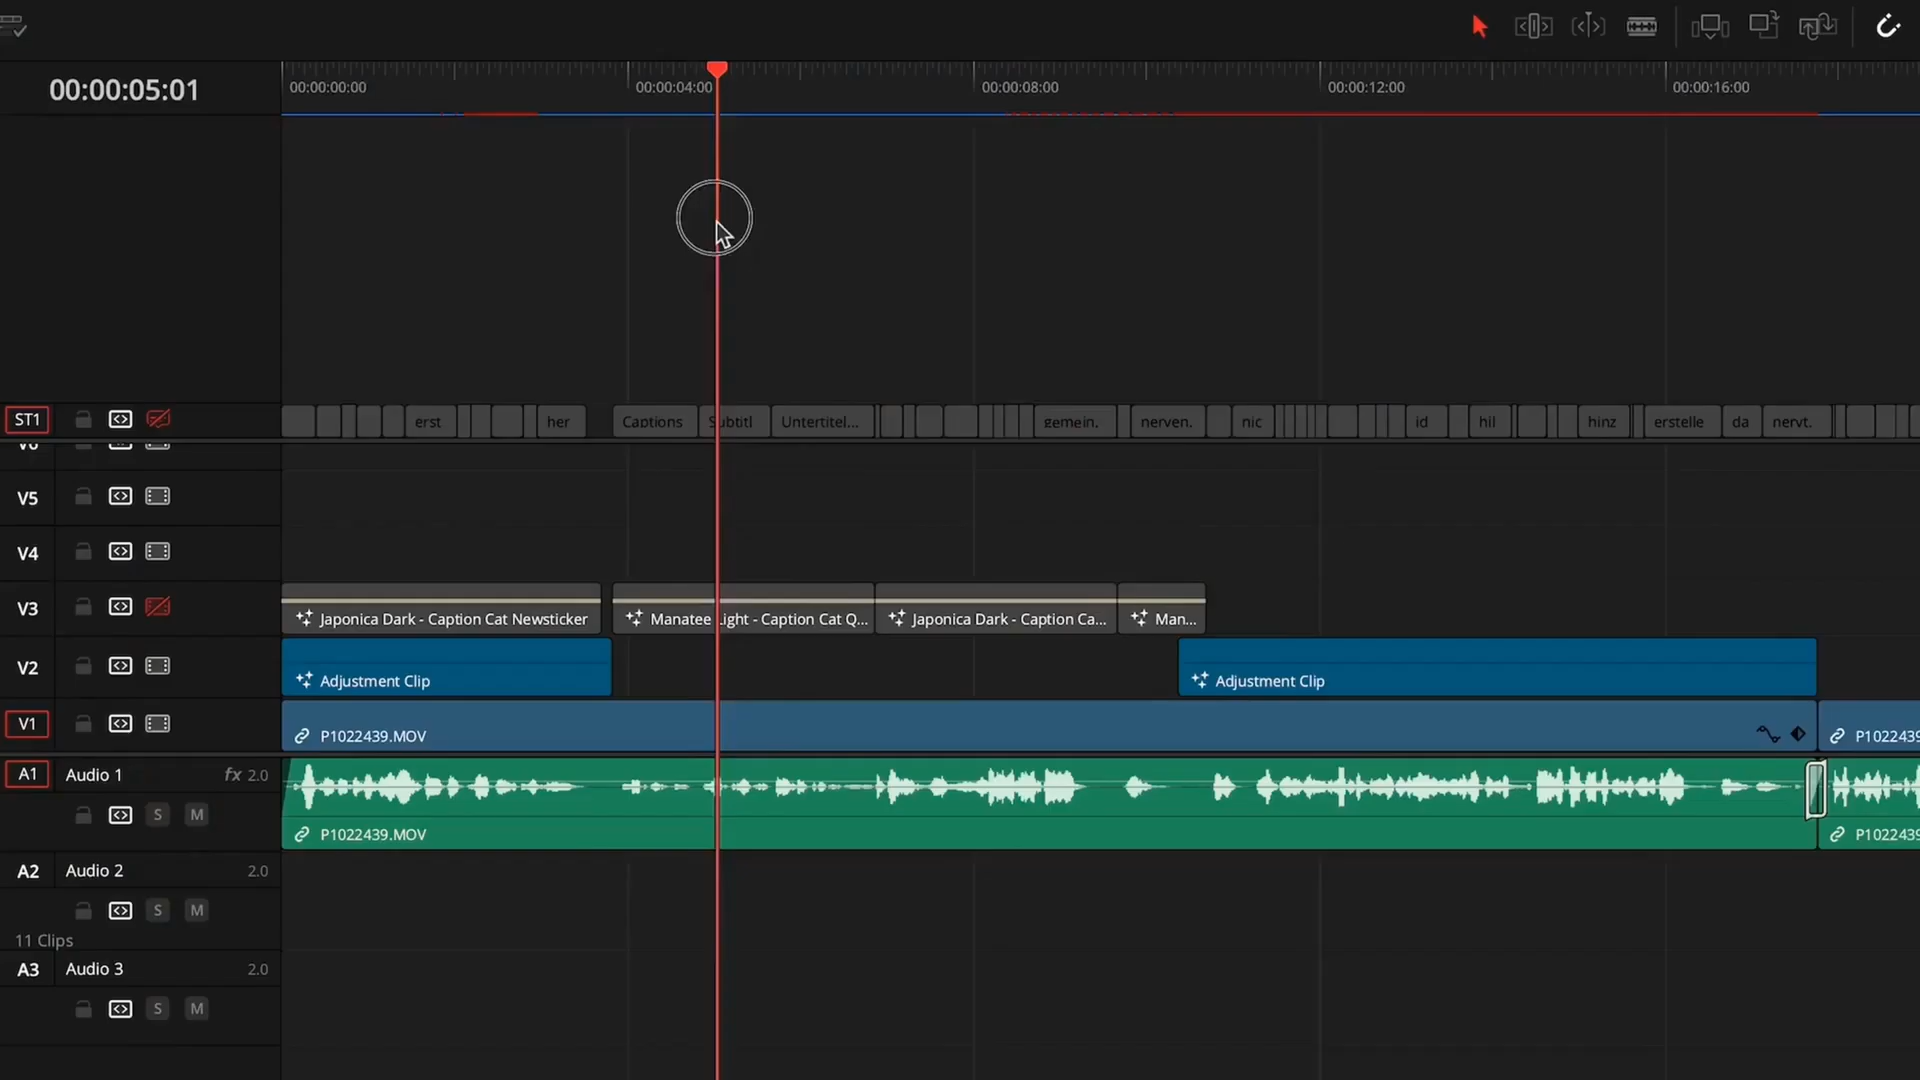 00:00:05:01
00:00:00:00 00:00:04:00 00:00:08:00 00:00:12:00 00:00:16:00
ST1 erst her Captions Subtitl Untertitel... gemein. nerven. nic id hil hinz erstelle da nervt.
V5
V4
V3 Japonica Dark - Caption Cat Newsticker Manatee Light - Caption Cat Q... Japonica Dark - Caption Ca... Man...
V2 Adjustment Clip Adjustment Clip
V1 P1022439.MOV P1022439
A1 Audio 1 fx 2.0
S M P1022439.MOV P1022439
A2 Audio 2 2.0
S M
11 Clips
A3 Audio 3 2.0
S M